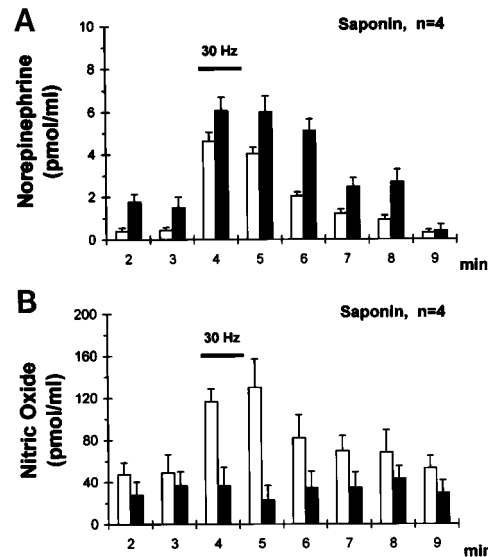 A
Saponin, n=4
30 Hz
Norepinephrine
(pmol/ml)
10
8
6
4
2
0
2 3 4 5 6 7 8 9 min
B
Saponin, n=4
30 Hz
Nitric Oxide
(pmol/ml)
200
160
120
80
40
0
2 3 4 5 6 7 8 9 min